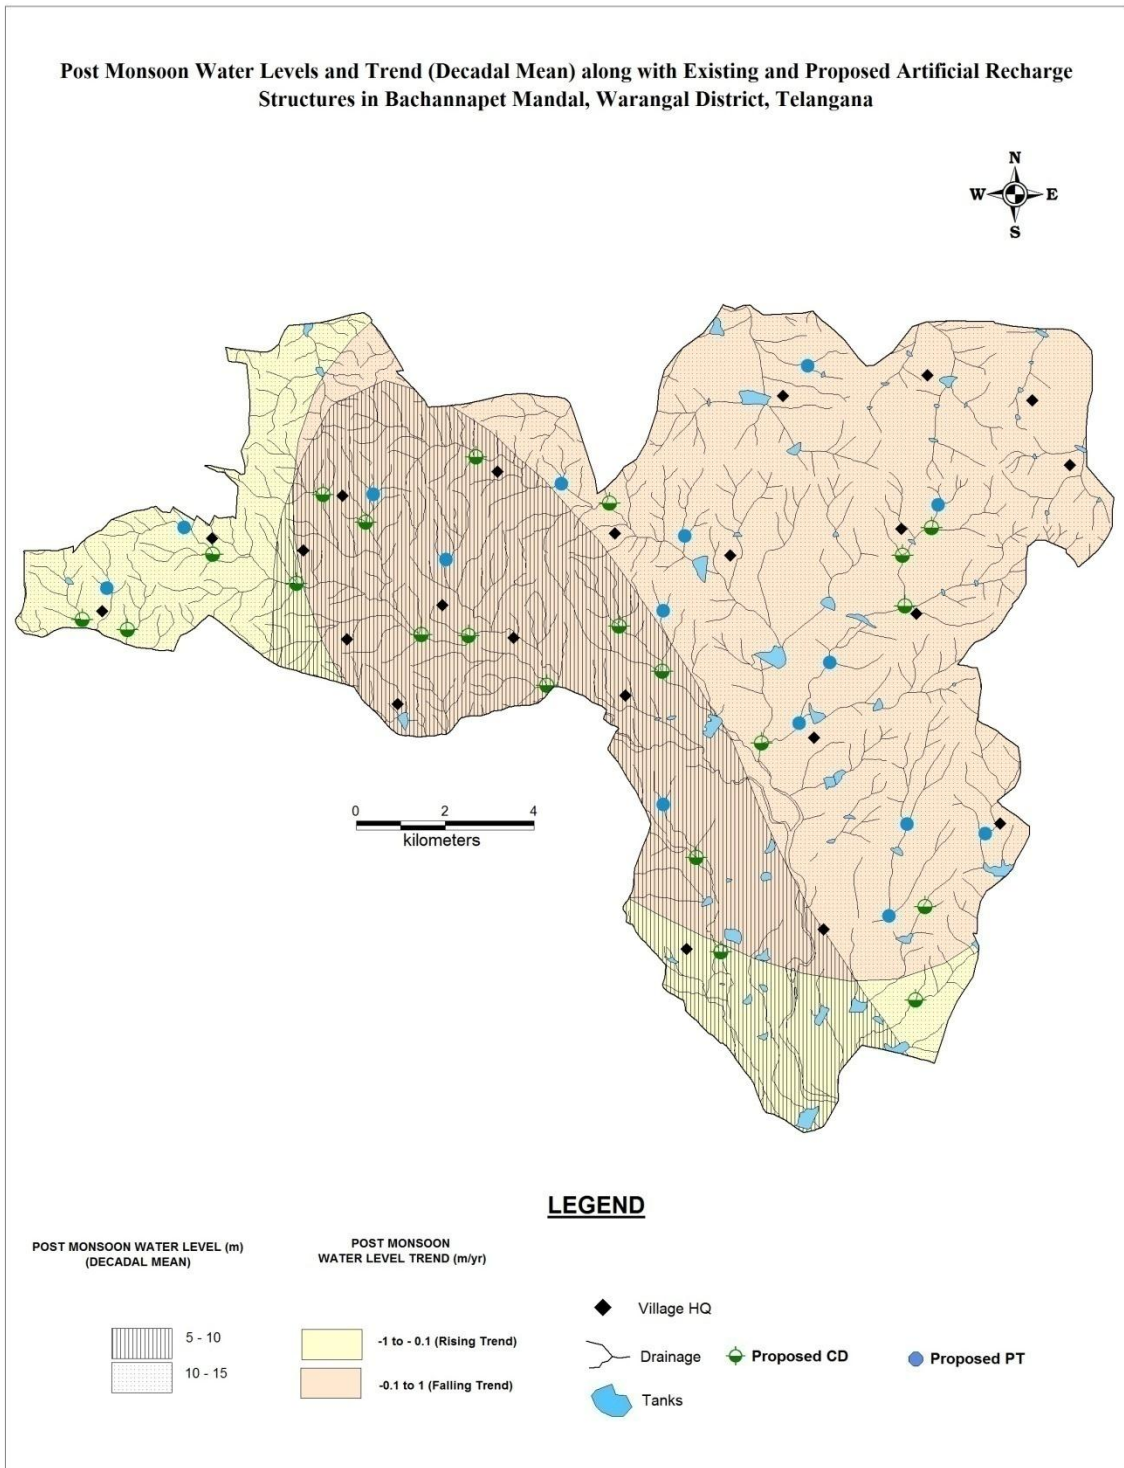 Post Monsoon Water Levels and Trend (Decadal Mean) along with Existing and Proposed Artificial Recharge
Structures in Bachannapet Mandal, Warangal District, Telangana
N
W E
S
0 2 4
kilometers
LEGEND
POST MONSOON WATER LEVEL (m)
(DECADAL MEAN)
5 - 10
10 - 15
POST MONSOON
WATER LEVEL TREND (m/yr)
-1 to - 0.1 (Rising Trend)
-0.1 to 1 (Falling Trend)
Village HQ
Drainage
Proposed CD
Proposed PT
Tanks